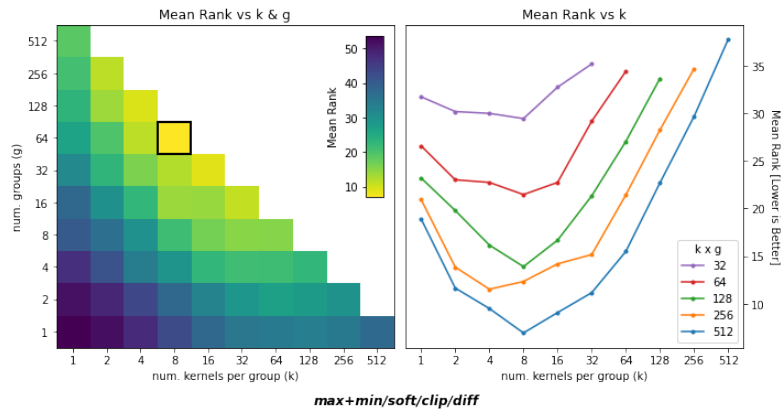 Mean Rank vs k & g
Mean Rank vs k
512
256
128
64
32
16
8
4
2
1
num. groups (g)
1 2 4 8 16 32 64 128 256 512
num. kernels per group (k)
50
40
30
20
10
Mean Rank
1 2 4 8 16 32 64 128 256 512
num. kernels per group (k)
35
30
25
20
15
10
Mean Rank [Lower is Better]
k x g
32
64
128
256
512
max+min/soft/clip/diff